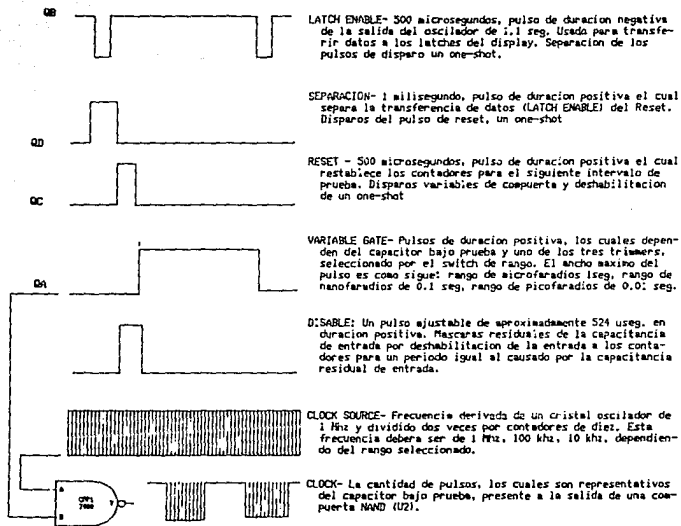 QB
LATCH ENABLE- 500 microsegundos, pulso de duracion negativa
de la salida del oscilador de 1.1 seg. Usado para transfe-
rir datos a los latches del display. Separacion de los
pulsos de disparo un one-shot.
QD
SEPARACION- 1 milisegundo, pulso de duracion positiva el cual
separa la transferencia de datos (LATCH ENABLE) del Reset.
Disparos del pulso de reset, un one-shot
QC
RESET - 500 microsegundos, pulso de duracion positiva el cual
restablece los contadores para el siguiente intervalo de
prueba. Disparos variables de compuerta y deshabilitacion
de un one-shot
QA
VARIABLE GATE- Pulsos de duracion positiva, los cuales depen-
den del capacitor bajo prueba y uno de los tres trimmers,
seleccionado por el switch de rango. El ancho maximo del
pulso es como sigue: rango de microfaradios 1seg, rango de
nanofaradios de 0.1 seg, rango de picofaradios de 0.01 seg.
DISABLE: Un pulso ajustable de aproximadamente 524 useg. en
duracion positiva. Mascaras residuales de la capacitancia
de entrada por deshabilitacion de la entrada a los conta-
dores para un periodo igual al causado por la capacitancia
residual de entrada.
CLOCK SOURCE- Frecuencia derivada de un cristal oscilador de
1 Mhz y dividido dos veces por contadores de diez. Esta
frecuencia debera ser de 1 Mhz, 100 khz, 10 khz, dependien-
do del rango seleccionado.
A
B
Y
7400
CLOCK- La cantidad de pulsos, los cuales son representativos
del capacitor bajo prueba, presente a la salida de una com-
puerta NAND (U2).